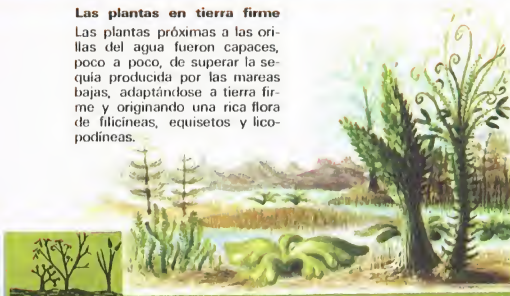 Las plantas en tierra firme
Las plantas próximas a las ori-
llas del agua fueron capaces,
poco a poco, de superar la se-
quía producida por las mareas
bajas, adaptándose a tierra fir-
me y originando una rica flora
de filicíneas, equisetos y lico-
podíneas.